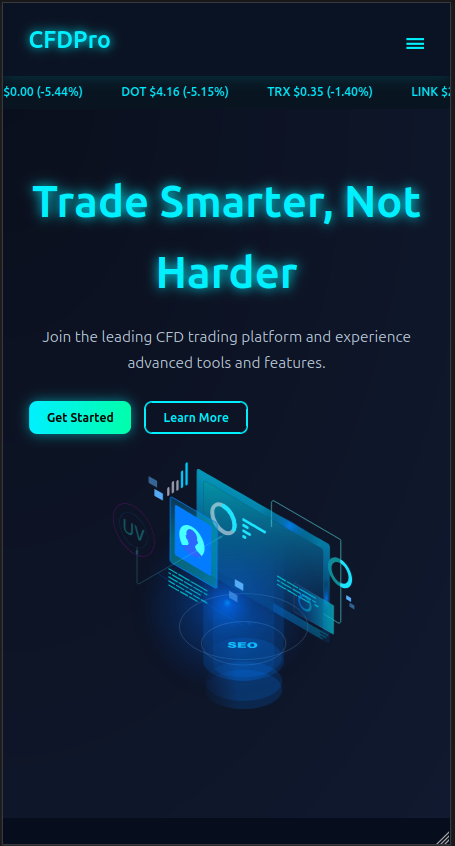 CFDPro
$0.00 (-5.44%) DOT $4.16 (-5.15%) TRX $0.35 (-1.40%) LINK
Trade Smarter, Not
Harder
Join the leading CFD trading platform and experience
advanced tools and features.
Get Started Learn More
UV
SEO